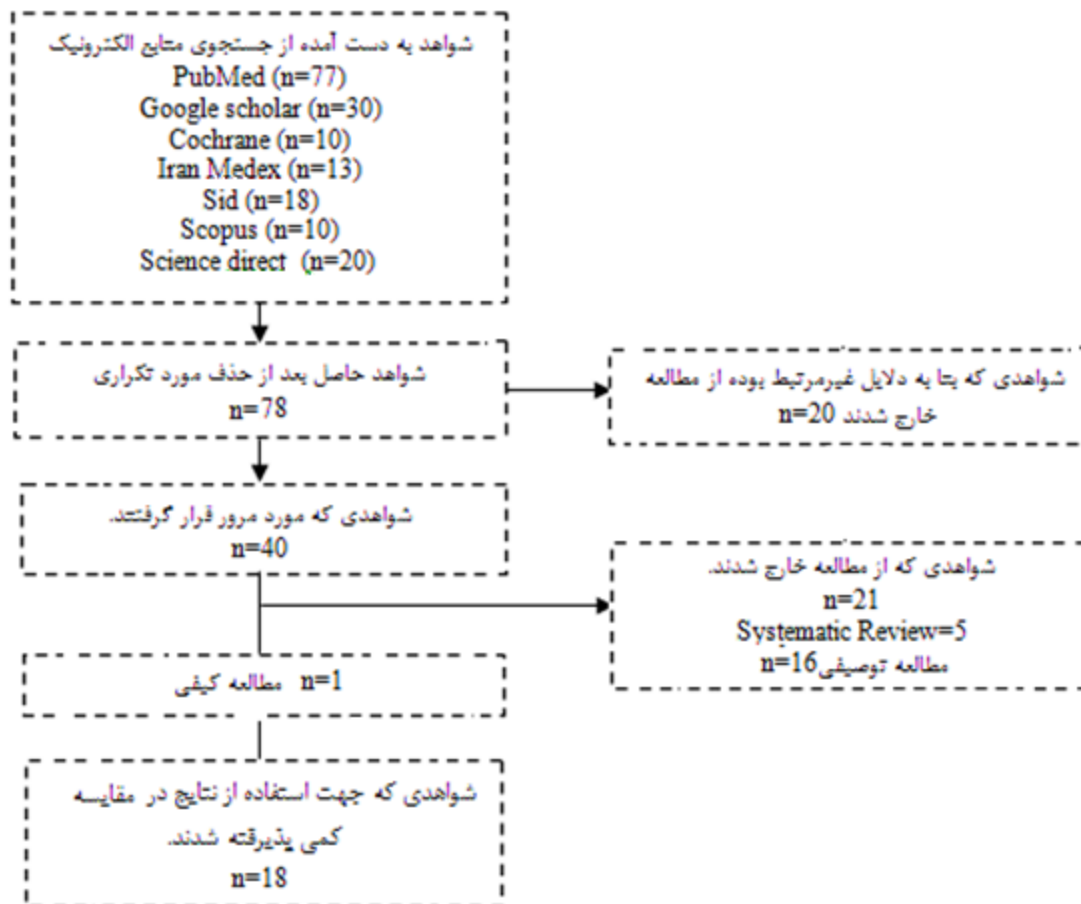 شواهد به دست آمده از جستجوی منابع الکترونیک
PubMed (n=77)
Google scholar (n=30)
Cochrane (n=10)
Iran Medex (n=13)
Sid (n=18)
Scopus (n=10)
Science direct (n=20)
شواهد حاصل بعد از حذف مورد تکراری
n=78
شواهدی که بنا به دلایل غیرمرتبط بوده از مطالعه
خارج شدند n=20
شواهدی که مورد مرور قرار گرفتند.
n=40
شواهدی که از مطالعه خارج شدند.
n=21
Systematic Review=5
مطالعه توصیفی n=16
مطالعه کیفی n=1
شواهدی که جهت استفاده از نتایج در مقایسه
کمی پذیرفته شدند.
n=18